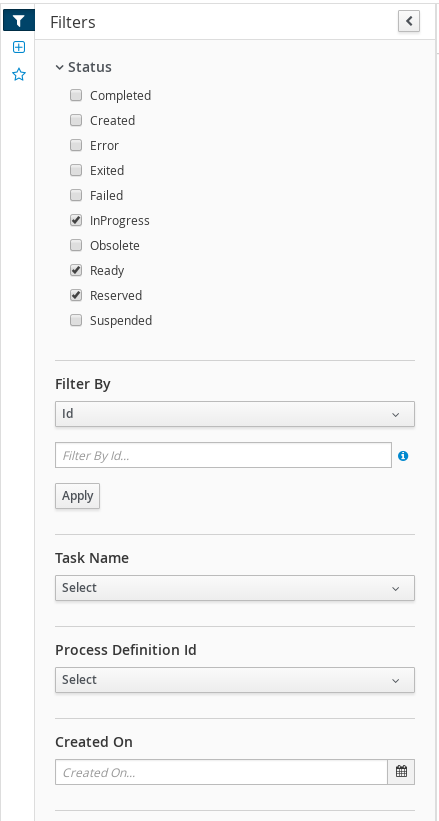 Filters
Status
Completed
Created
Error
Exited
Failed
InProgress
Obsolete
Ready
Reserved
Suspended
Filter By
Id
Filter By Id...
Apply
Task Name
Select
Process Definition Id
Select
Created On
Created On...